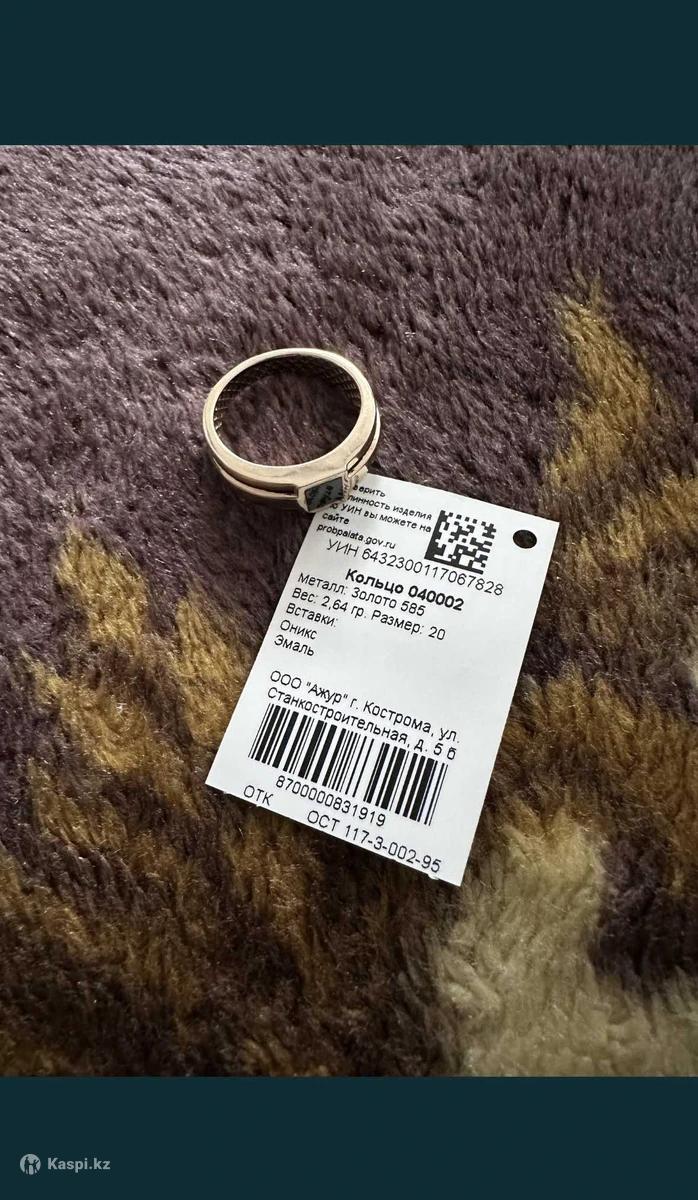 верить
линность изделия
УИН вы можете на
сайте
probpalata.gov.ru
УИН 6432300117067828
Кольцо 040002
Металл: Золото 585
Вес: 2,64 гр. Размер: 20
Вставки:
Оникс
Эмаль
ООО "Ажур" г. Кострома, ул.
Станкостроительная, д. 5 б
8700000831919
ОТК
ОСТ 117-3-002-95
Kaspi.kz